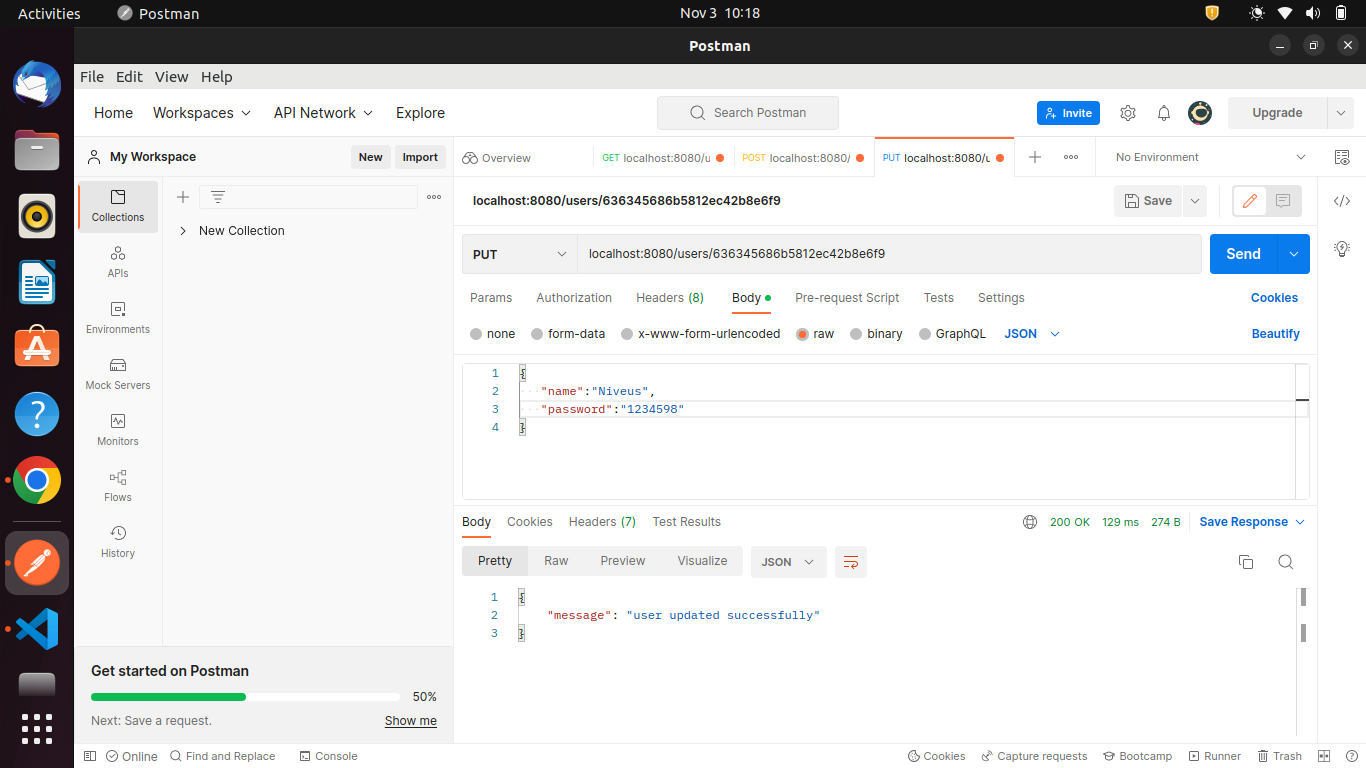 Activities Postman Nov 3 10:18
Postman
File Edit View Help
Home Workspaces API Network Explore Search Postman Invite Upgrade
My Workspace New Import Overview GET localhost:8080/u POST localhost:8080/ PUT localhost:8080/u No Environment
Collections
New Collection
APIs
Environments
Mock Servers
Monitors
Flows
History
localhost:8080/users/636345686b5812ec42b8e6f9 Save
PUT localhost:8080/users/636345686b5812ec42b8e6f9 Send
Params Authorization Headers (8) Body Pre-request Script Tests Settings Cookies
none form-data x-www-form-urlencoded raw binary GraphQL JSON Beautify
1 {
2 "name":"Niveus",
3 "password":"1234598"
4 }
Body Cookies Headers (7) Test Results 200 OK 129 ms 274 B Save Response
Pretty Raw Preview Visualize JSON
1 {
2 "message": "user updated successfully"
3 }
Get started on Postman
50%
Next: Save a request. Show me
Online Find and Replace Console Cookies Capture requests Bootcamp Runner Trash